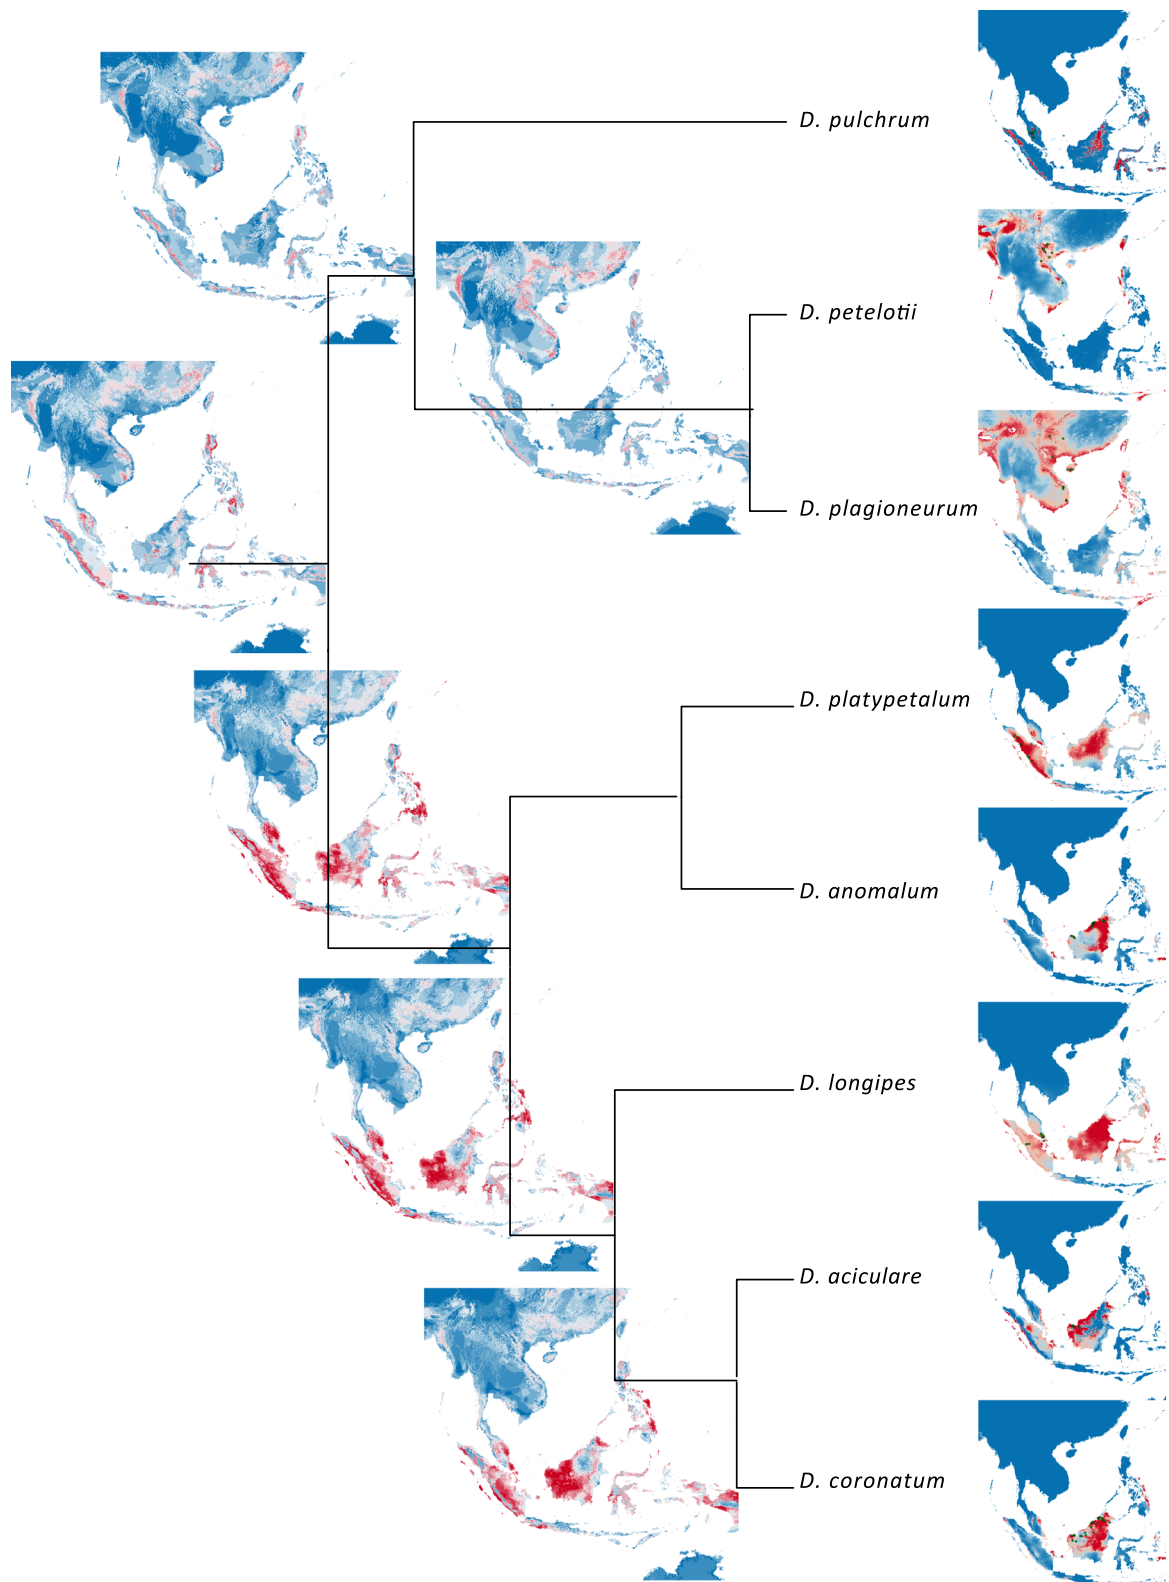 D. pulchrum
D. petelotii
D. plagioneurum
D. platypetalum
D. anomalum
D. longipes
D. aciculare
D. coronatum